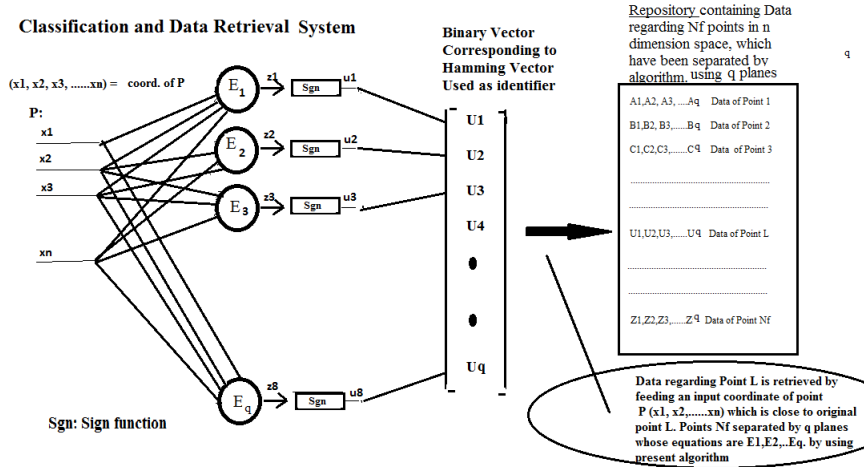 Classification and Data Retrieval System
(x1, x2, x3, ......xn) = coord. of P
P:
x1
x2
x3
xn
E1
E2
E3
Eq
z1
z2
z3
z8
Sgn
Sgn
Sgn
Sgn
u1
u2
u3
u8
Sgn: Sign function
Binary Vector
Corresponding to
Hamming Vector
Used as identifier
U1
U2
U3
U4
Uq
Repository containing Data
regarding Nf points in n
dimension space, which
have been separated by
algorithm. using q planes
q
A1,A2, A3, ....Aq Data of Point 1
B1,B2, B3,......Bq Data of Point 2
C1,C2,C3,......Cq Data of Point 3
U1,U2,U3,......Uq Data of Point L
Z1,Z2,Z3,......Zq Data of Point Nf
Data regarding Point L is retrieved by
feeding an input coordinate of point
P (x1, x2,......xn) which is close to original
point L. Points Nf separated by q planes
whose equations are E1,E2,..Eq. by using
present algorithm